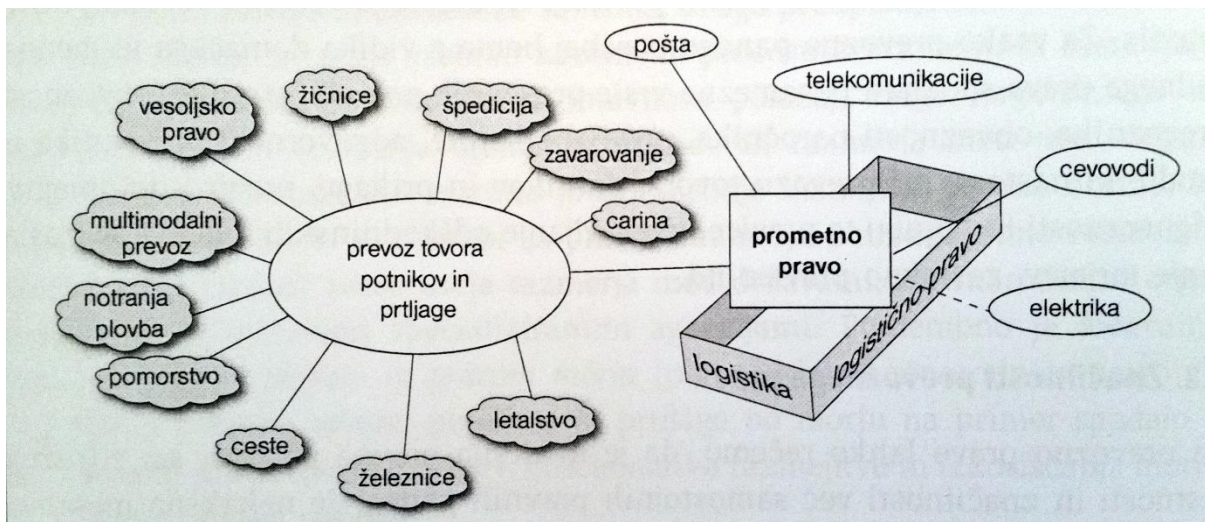 pošta
telekomunikacije
cevovodi
elektrika
žičnice
vesoljsko
pravo
špedicija
zavarovanje
carina
multimodalni
prevoz
notranja
plovba
pomorstvo
ceste
železnice
letalstvo
prevoz tovora
potnikov in
prtljage
prometno
pravo
logistika
logistično pravo